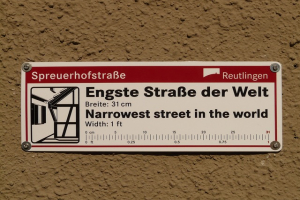 Spreuerhofstraße Reutlingen
Engste Straße der Welt
Breite: 31 cm
Narrowest street in the world
Width: 1 ft